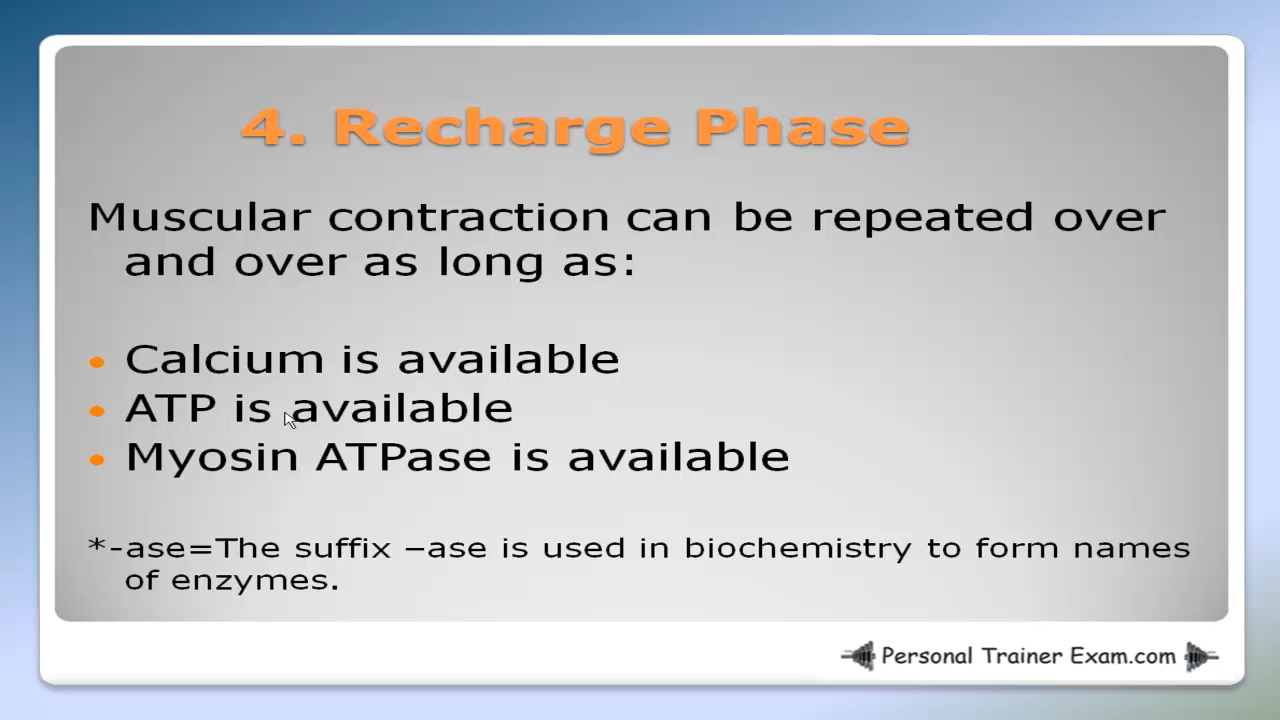 4. Recharge Phase
Muscular contraction can be repeated over
and over as long as:
• Calcium is available
• ATP is available
• Myosin ATPase is available
*-ase=The suffix –ase is used in biochemistry to form names
of enzymes.
Personal Trainer Exam.com